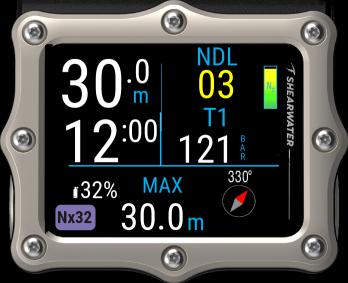 30.0
m
NDL
03
12:00
T1
121
BAR
32%
MAX
330°
Nx32
30.0m
SHEARWATER